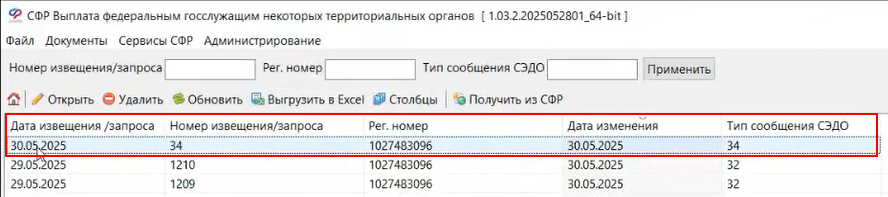 СФР Выплата федеральным госслужащим некоторых территориальных органов [ 1.03.2.2025052801_64-bit ]
Файл Документы Сервисы СФР Администрирование
Номер извещения/запроса Рег. номер Тип сообщения СЭДО Применить
Открыть Удалить Обновить Выгрузить в Excel Столбцы Получить из СФР
Дата извещения /запроса Номер извещения/запроса Рег. номер Дата изменения Тип сообщения СЭДО
30.05.2025 34 1027483096 30.05.2025 34
29.05.2025 1210 1027483096 30.05.2025 32
29.05.2025 1209 1027483096 30.05.2025 32